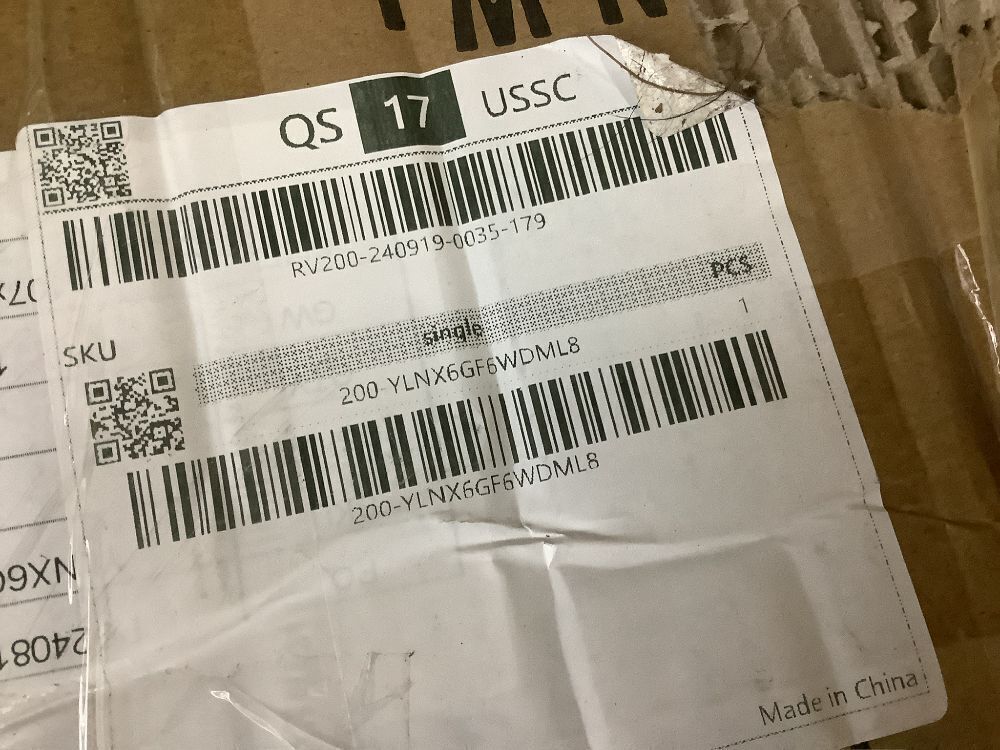 QS 17 USSC
RV200-240919-0035-179
SKU single PCS
200-YLNX6GF6WDML8 1
200-YLNX6GF6WDML8
Made in China